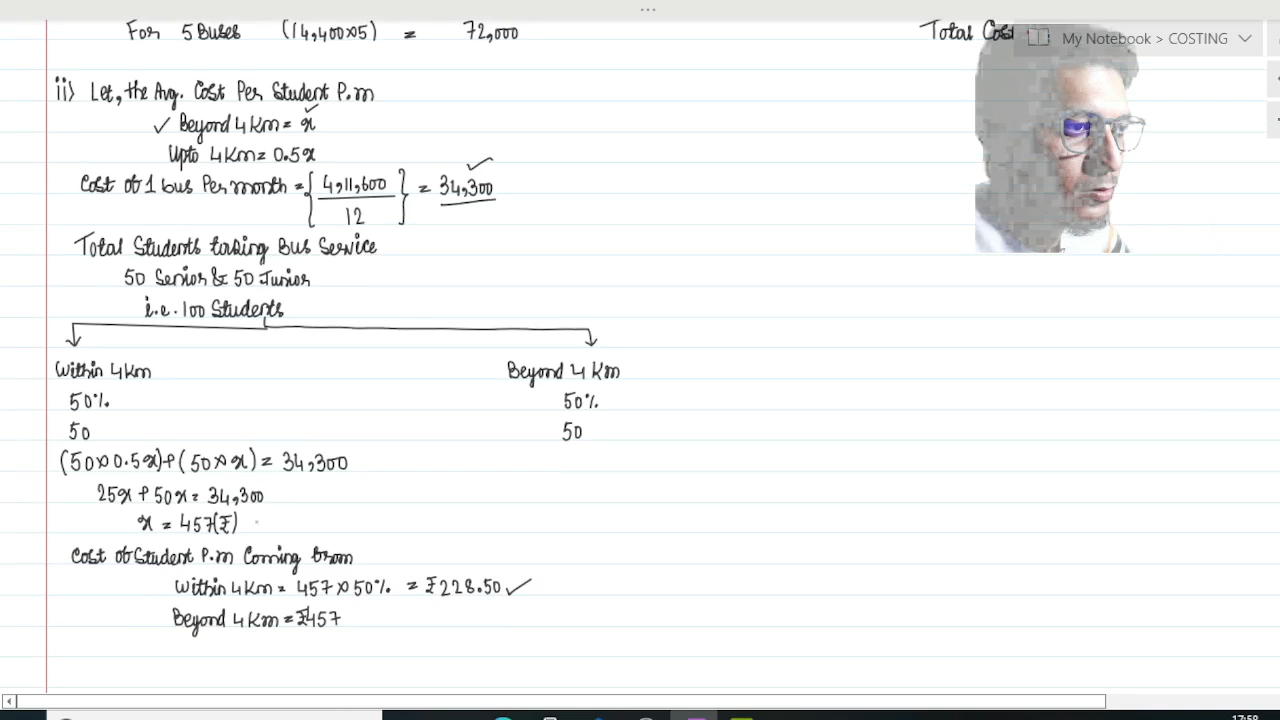 ...
For 5 Buses (14,400×5) = 72,000
Total Cost
My Notebook > COSTING
ii) Let, the Avg. Cost Per Student P.m
✓ Beyond 4 Km = x ✓
Upto 4 Km = 0.5x
Cost of 1 bus Per month = {4,11,600 / 12} = 34,300 ✓
Total Students taking Bus Service
50 Senior & 50 Junior
i.e. 100 Students
Within 4 Km Beyond 4 Km
50% 50%
50 50
(50×0.5x)+(50×x) = 34,300
25x + 50x = 34,300
x = 457(₹)
Cost of Student P.m Coming from
Within 4 Km = 457×50% = ₹228.50 ✓
Beyond 4 Km = ₹457
17:58